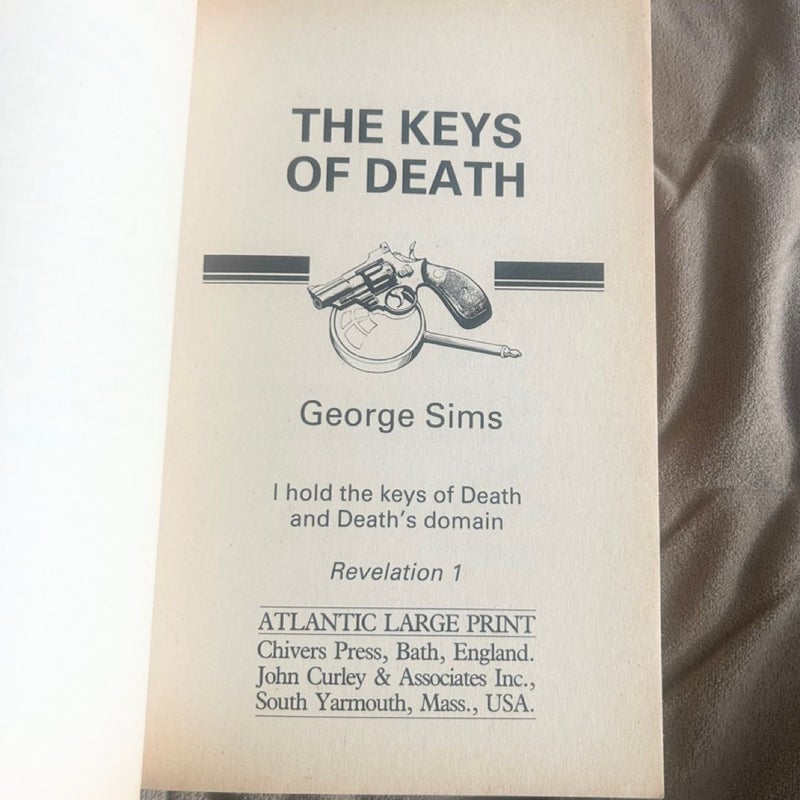 THE KEYS
OF DEATH
George Sims
I hold the keys of Death
and Death's domain
Revelation 1
ATLANTIC LARGE PRINT
Chivers Press, Bath, England.
John Curley & Associates Inc.,
South Yarmouth, Mass., USA.